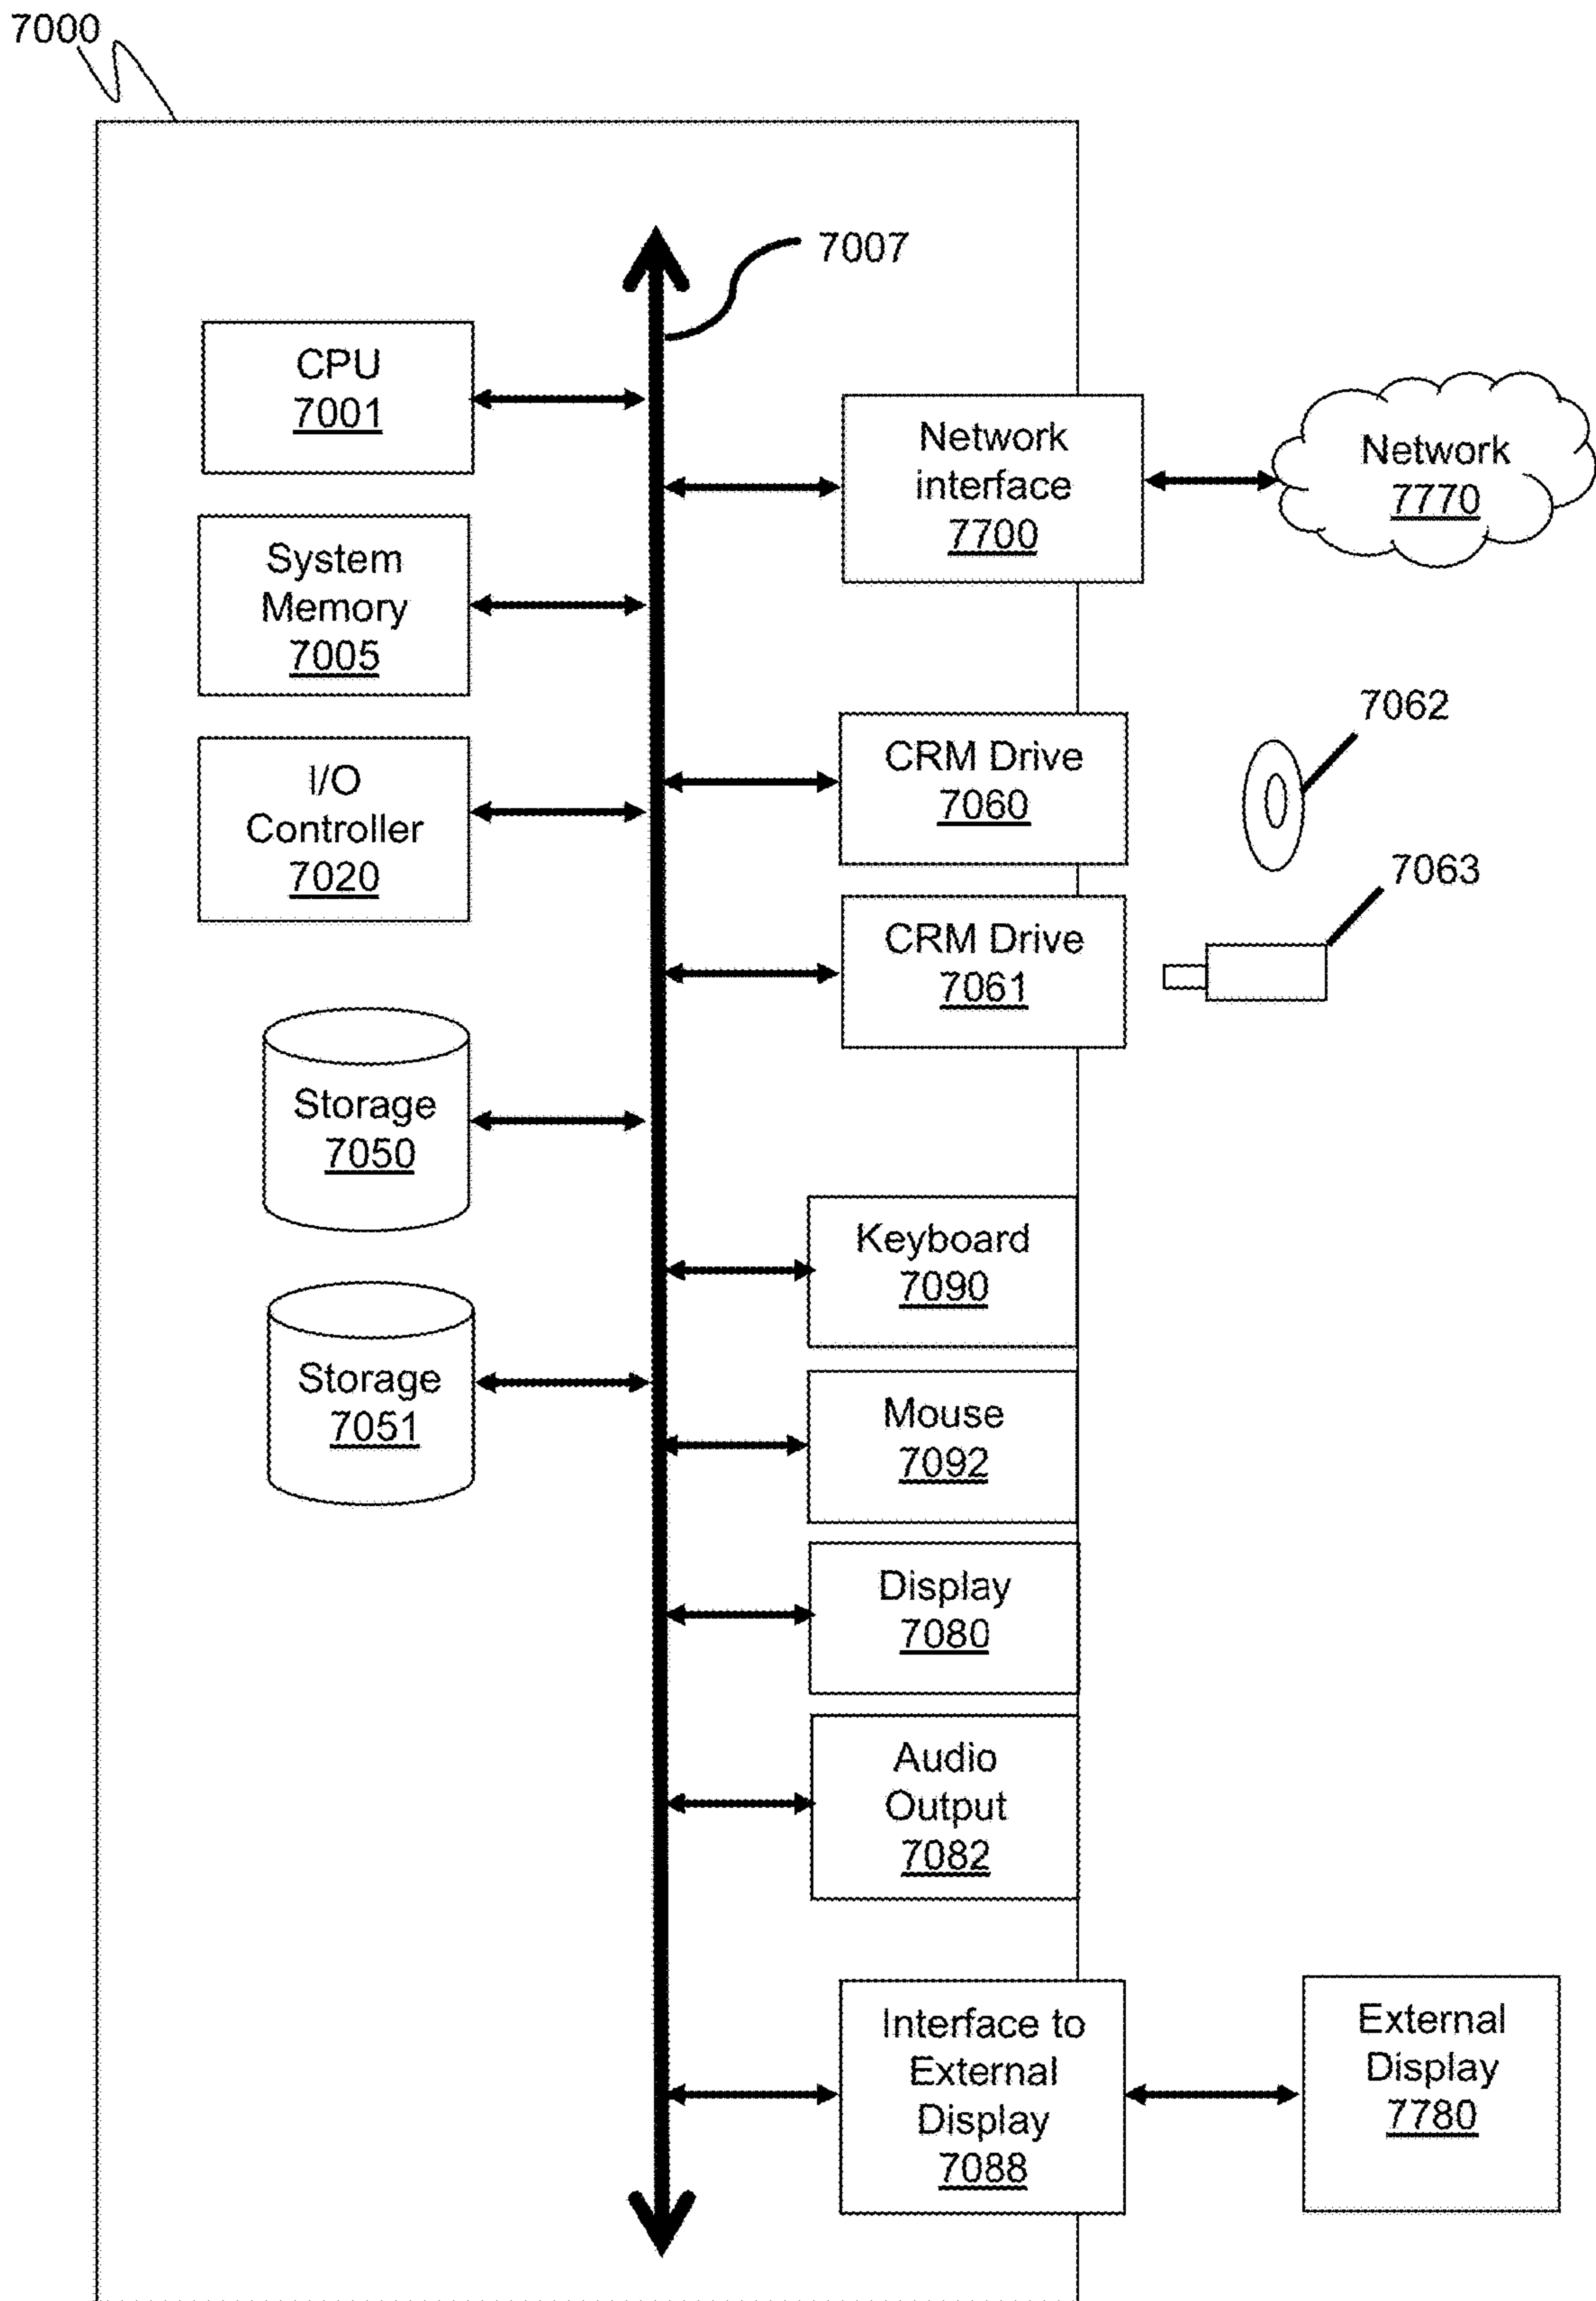 7000
7007
CPU
7001
Network
interface
7700
Network
7770
System
Memory
7005
7062
CRM Drive
7060
I/O
Controller
7020
7063
CRM Drive
7061
Storage
7050
Keyboard
7090
Storage
7051
Mouse
7092
Display
7080
Audio
Output
7082
Interface to
External
Display
7088
External
Display
7780